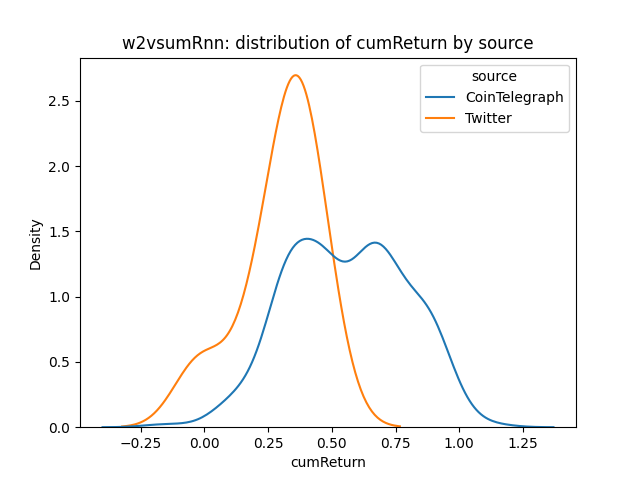 w2vsumRnn: distribution of cumReturn by source
source
CoinTelegraph
Twitter
Density
2.5
2.0
1.5
1.0
0.5
0.0
−0.25 0.00 0.25 0.50 0.75 1.00 1.25
cumReturn